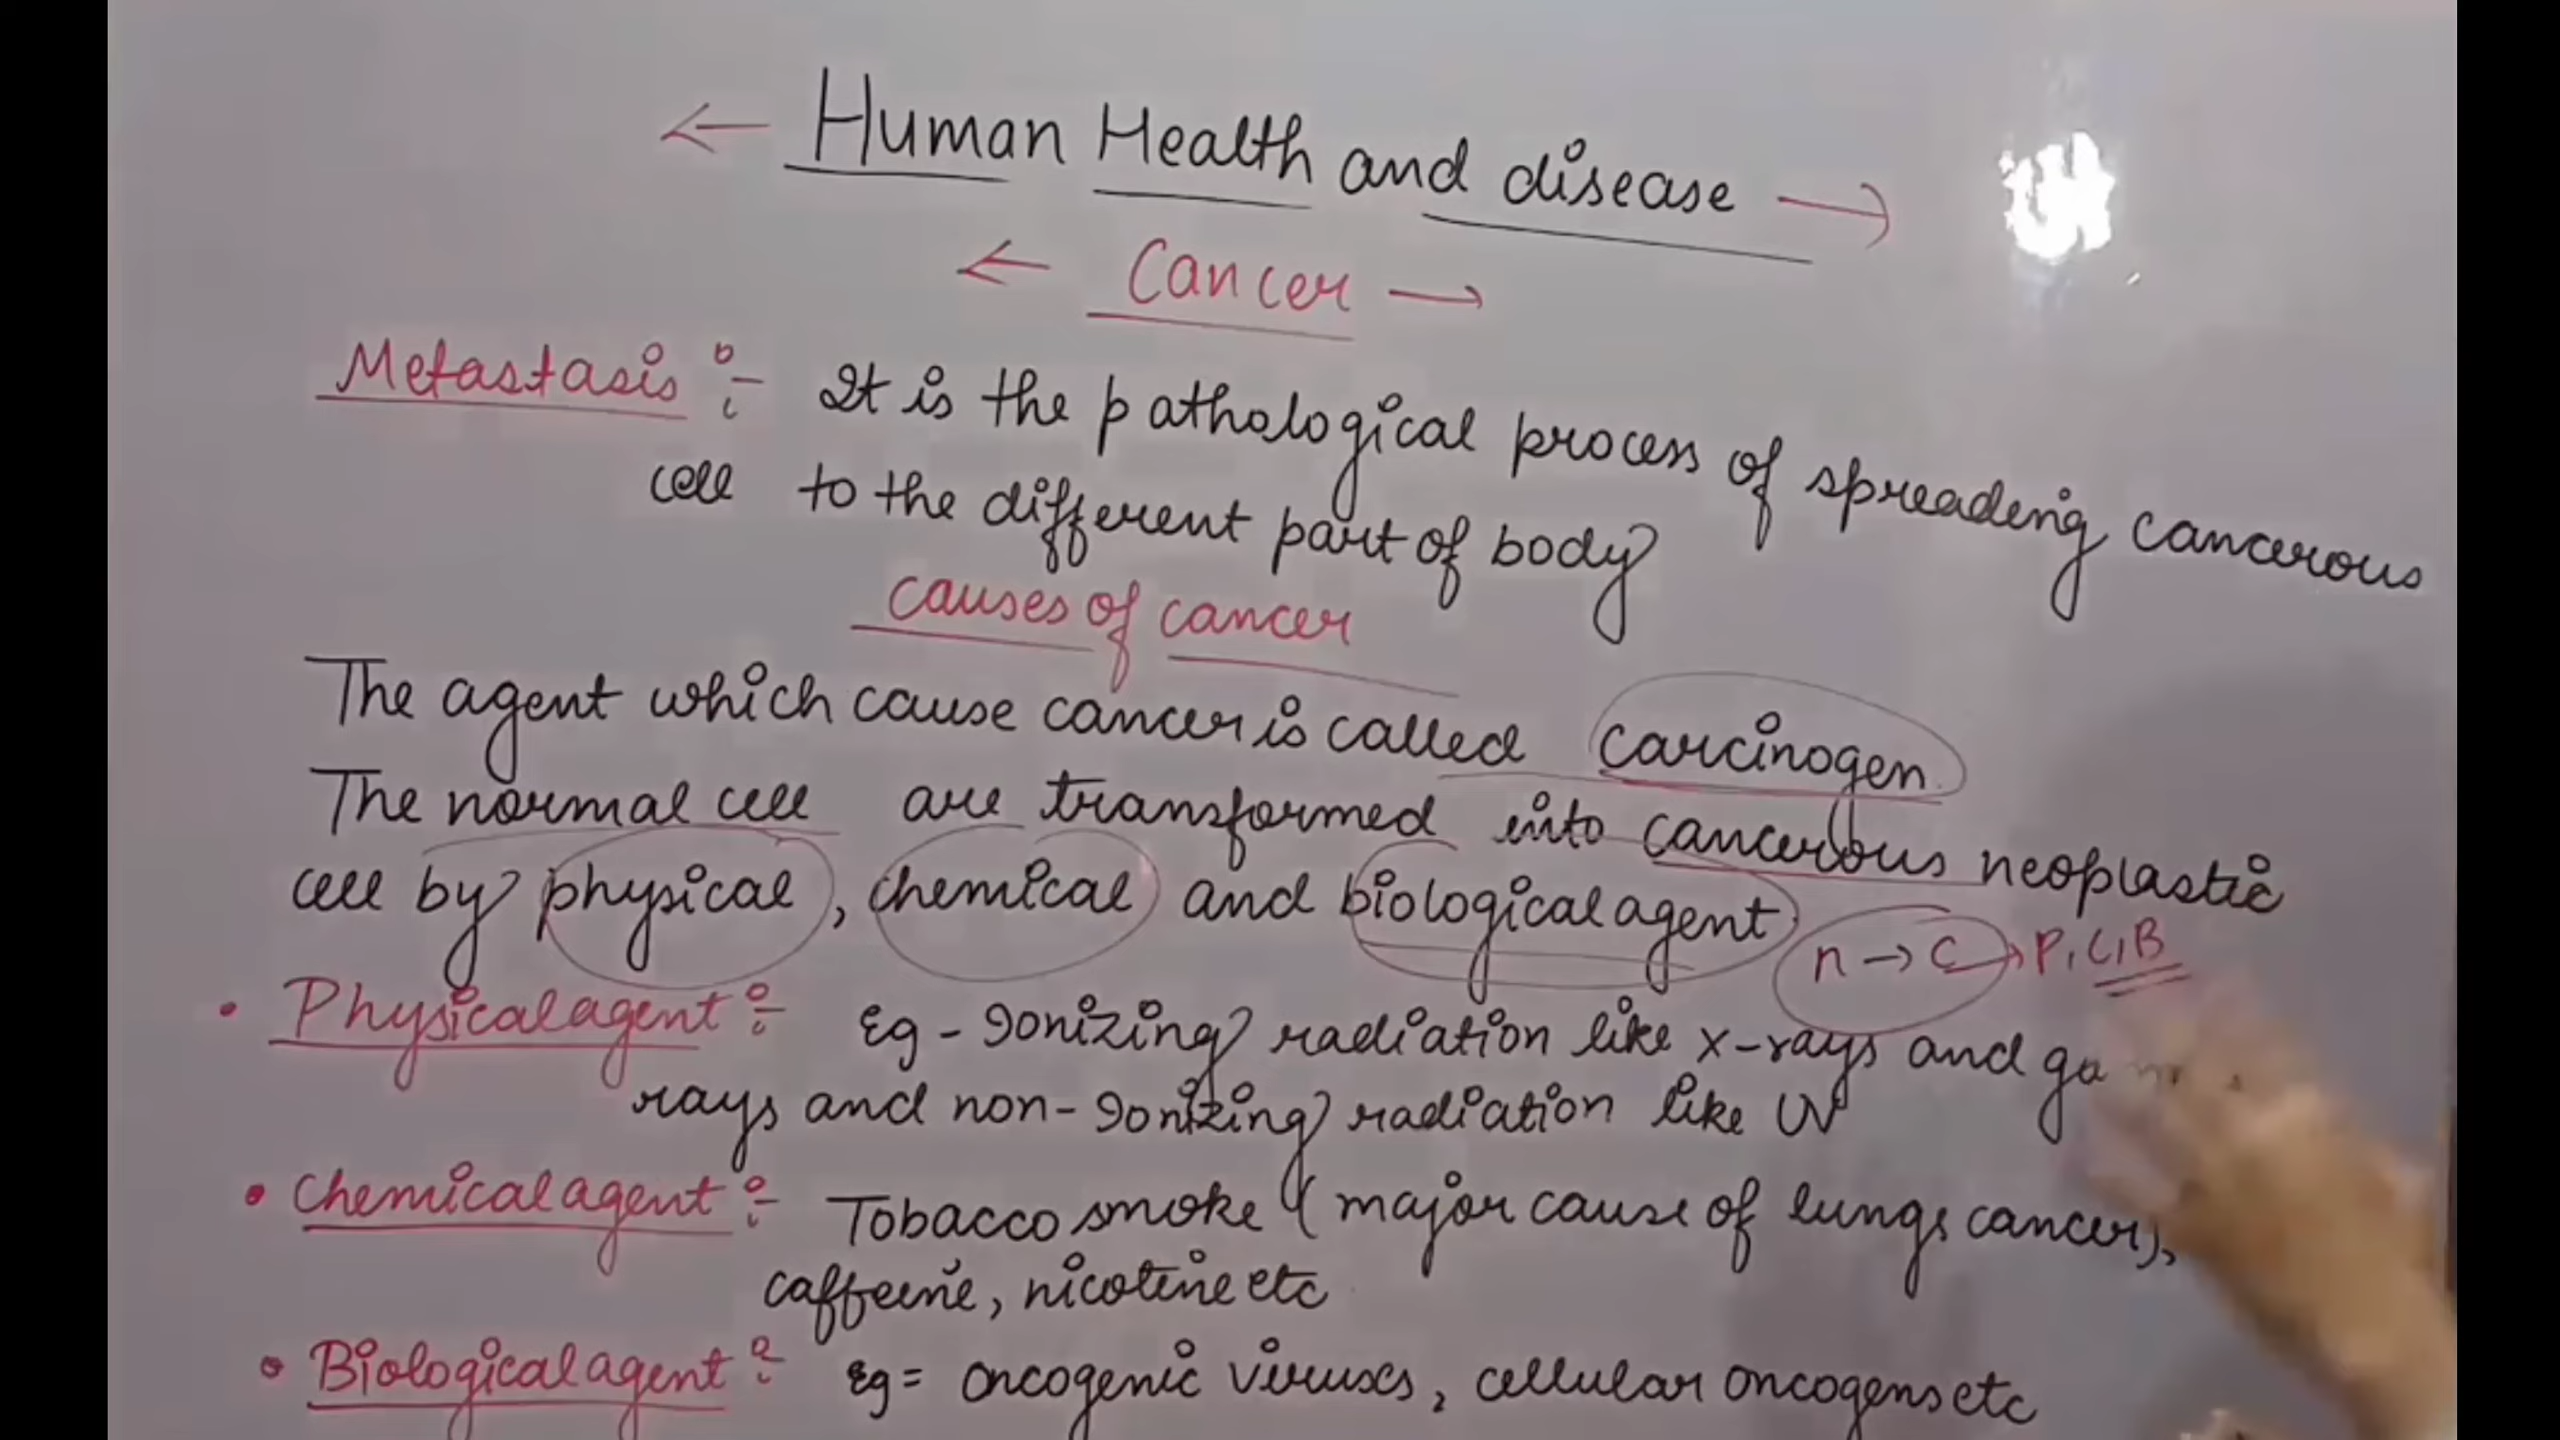 ← Human Health and disease →
← Cancer →
Metastasis :- It is the pathological process of spreading cancerous
cell to the different part of body
causes of cancer
The agent which cause cancer is called carcinogen
The normal cell are transformed into cancerous neoplastic
cell by physical, chemical and biological agent
n → c → P, C, B
• Physical agent :- Eg - Ionizing radiation like x-rays and
rays and non-Ionizing radiation like UV
• Chemical agent :- Tobacco smoke (major cause of lungs cancer),
caffeine, nicotine etc
• Biological agent :- Eg = oncogenic viruses, cellular oncogens etc